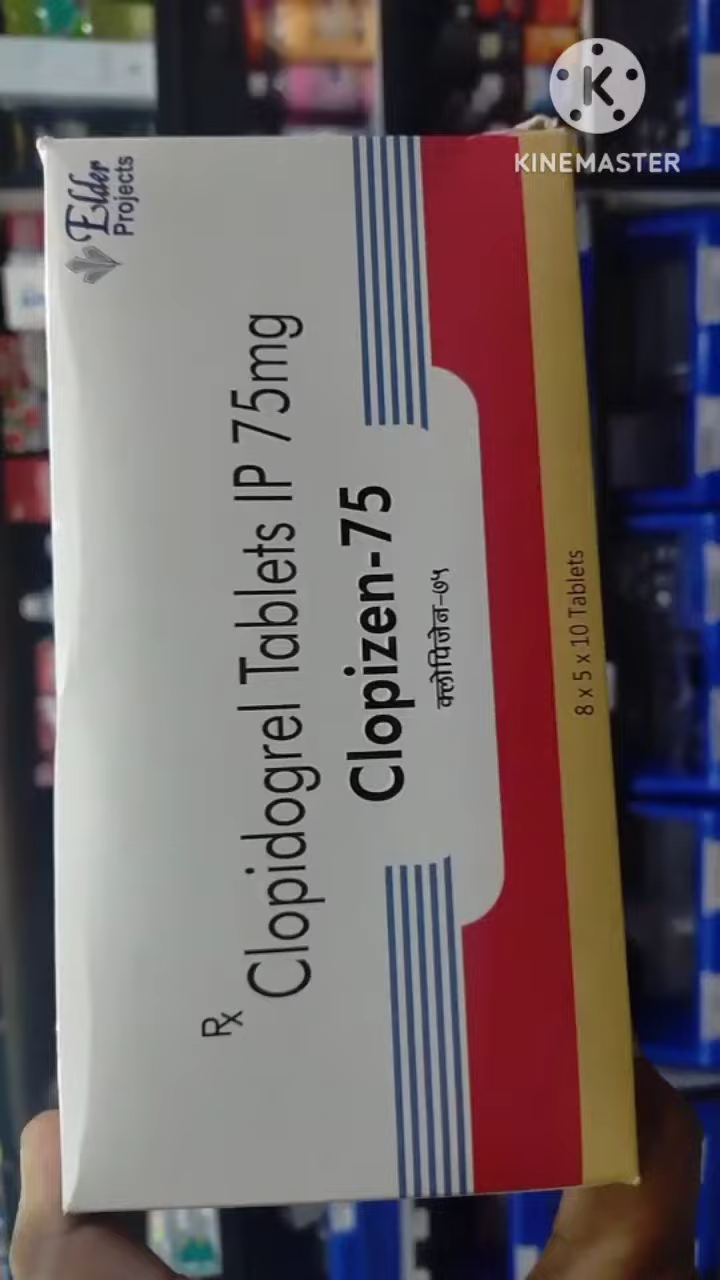 KINEMASTER
Elder
Projects
Rx
Clopidogrel Tablets IP 75mg
Clopizen-75
क्लोपिजेन-७५
8 x 5 x 10 Tablets